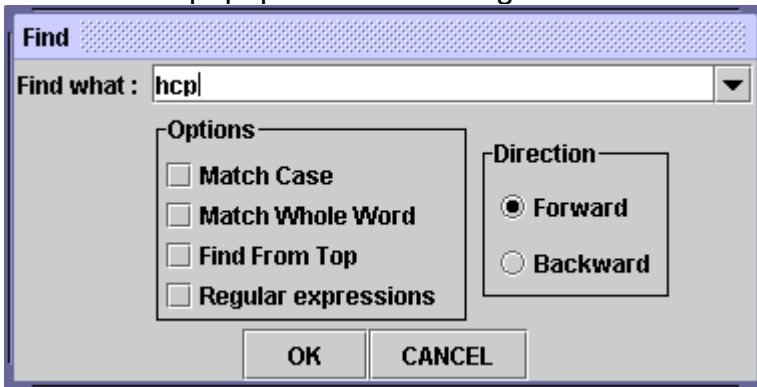 Find
Find what : hcp
Options
Match Case
Match Whole Word
Find From Top
Regular expressions
Direction
Forward
Backward
OK CANCEL